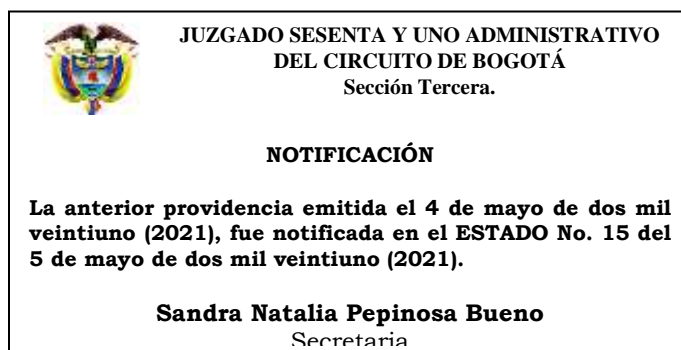 JUZGADO SESENTA Y UNO ADMINISTRATIVO
DEL CIRCUITO DE BOGOTÁ
Sección Tercera.
NOTIFICACIÓN
La anterior providencia emitida el 4 de mayo de dos mil
veintiuno (2021), fue notificada en el ESTADO No. 15 del
5 de mayo de dos mil veintiuno (2021).
Sandra Natalia Pepinosa Bueno
Secretaria